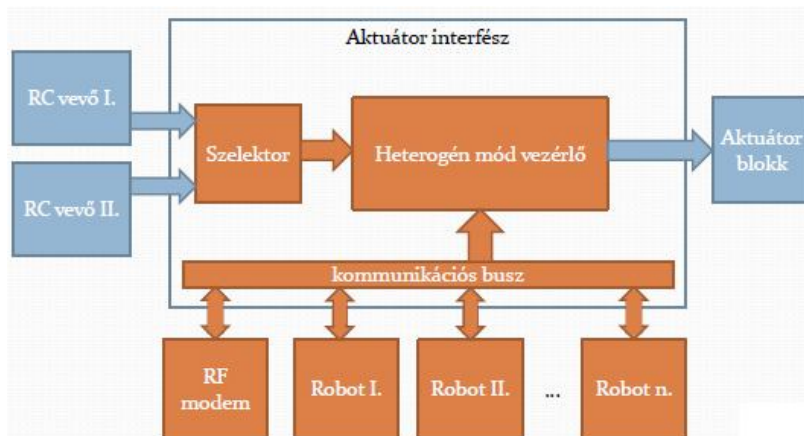 Aktuátor interfész
RC vevő I.
RC vevő II.
Szelektor
Heterogén mód vezérlő
Aktuátor
blokk
kommunikációs busz
RF
modem
Robot I.
Robot II.
...
Robot n.